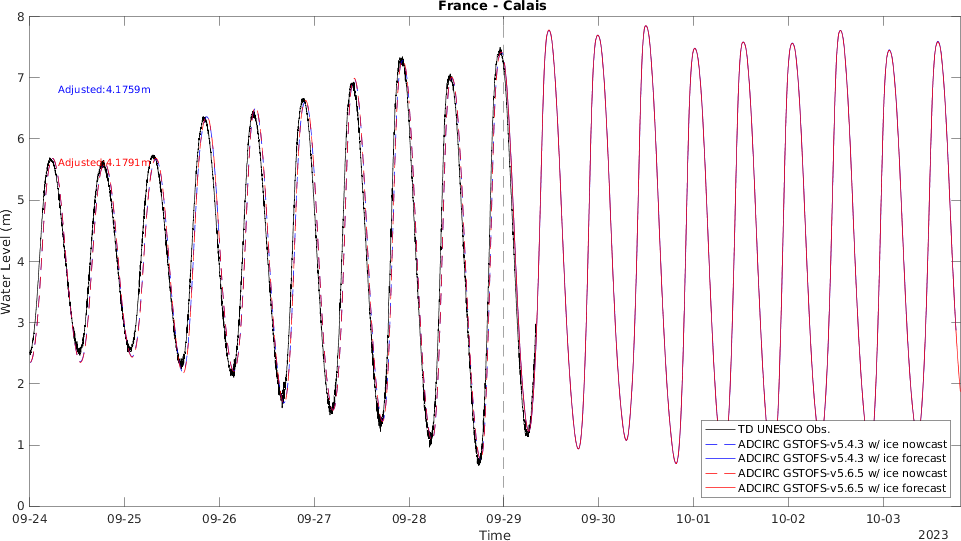 France - Calais
8
7
6
5
4
3
2
1
0
Water Level (m)
Adjusted:4.1759m
Adjusted:4.1791m
TD UNESCO Obs.
ADCIRC GSTOFS-v5.4.3 w/ ice nowcast
ADCIRC GSTOFS-v5.4.3 w/ ice forecast
ADCIRC GSTOFS-v5.6.5 w/ ice nowcast
ADCIRC GSTOFS-v5.6.5 w/ ice forecast
09-24 09-25 09-26 09-27 09-28 09-29 09-30 10-01 10-02 10-03
Time
2023